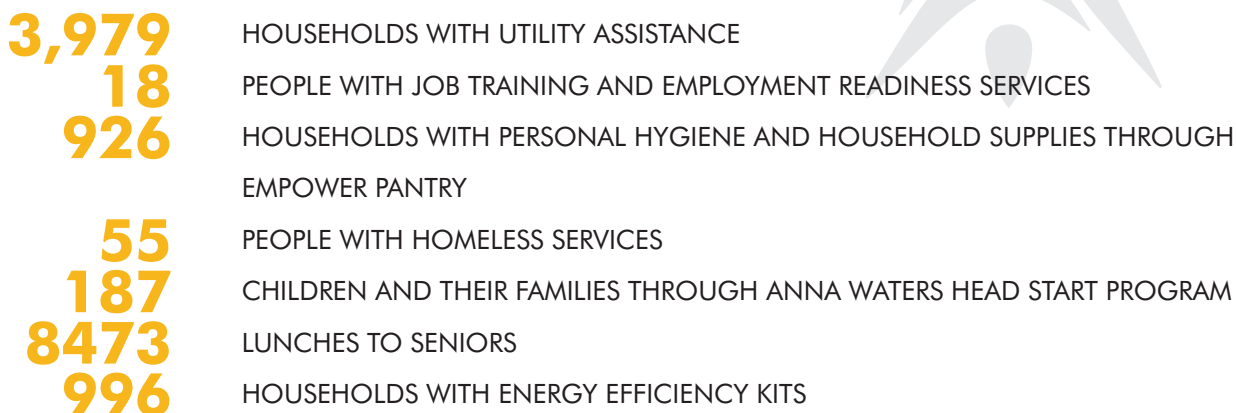 3,979 HOUSEHOLDS WITH UTILITY ASSISTANCE
18 PEOPLE WITH JOB TRAINING AND EMPLOYMENT READINESS SERVICES
926 HOUSEHOLDS WITH PERSONAL HYGIENE AND HOUSEHOLD SUPPLIES THROUGH
EMPOWER PANTRY
55 PEOPLE WITH HOMELESS SERVICES
187 CHILDREN AND THEIR FAMILIES THROUGH ANNA WATERS HEAD START PROGRAM
8473 LUNCHES TO SENIORS
996 HOUSEHOLDS WITH ENERGY EFFICIENCY KITS